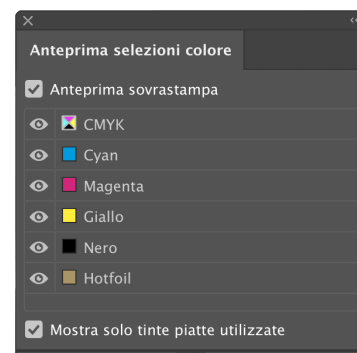 Anteprima selezioni colore
Anteprima sovrastampa
CMYK
Cyan
Magenta
Giallo
Nero
Hotfoil
Mostra solo tinte piatte utilizzate